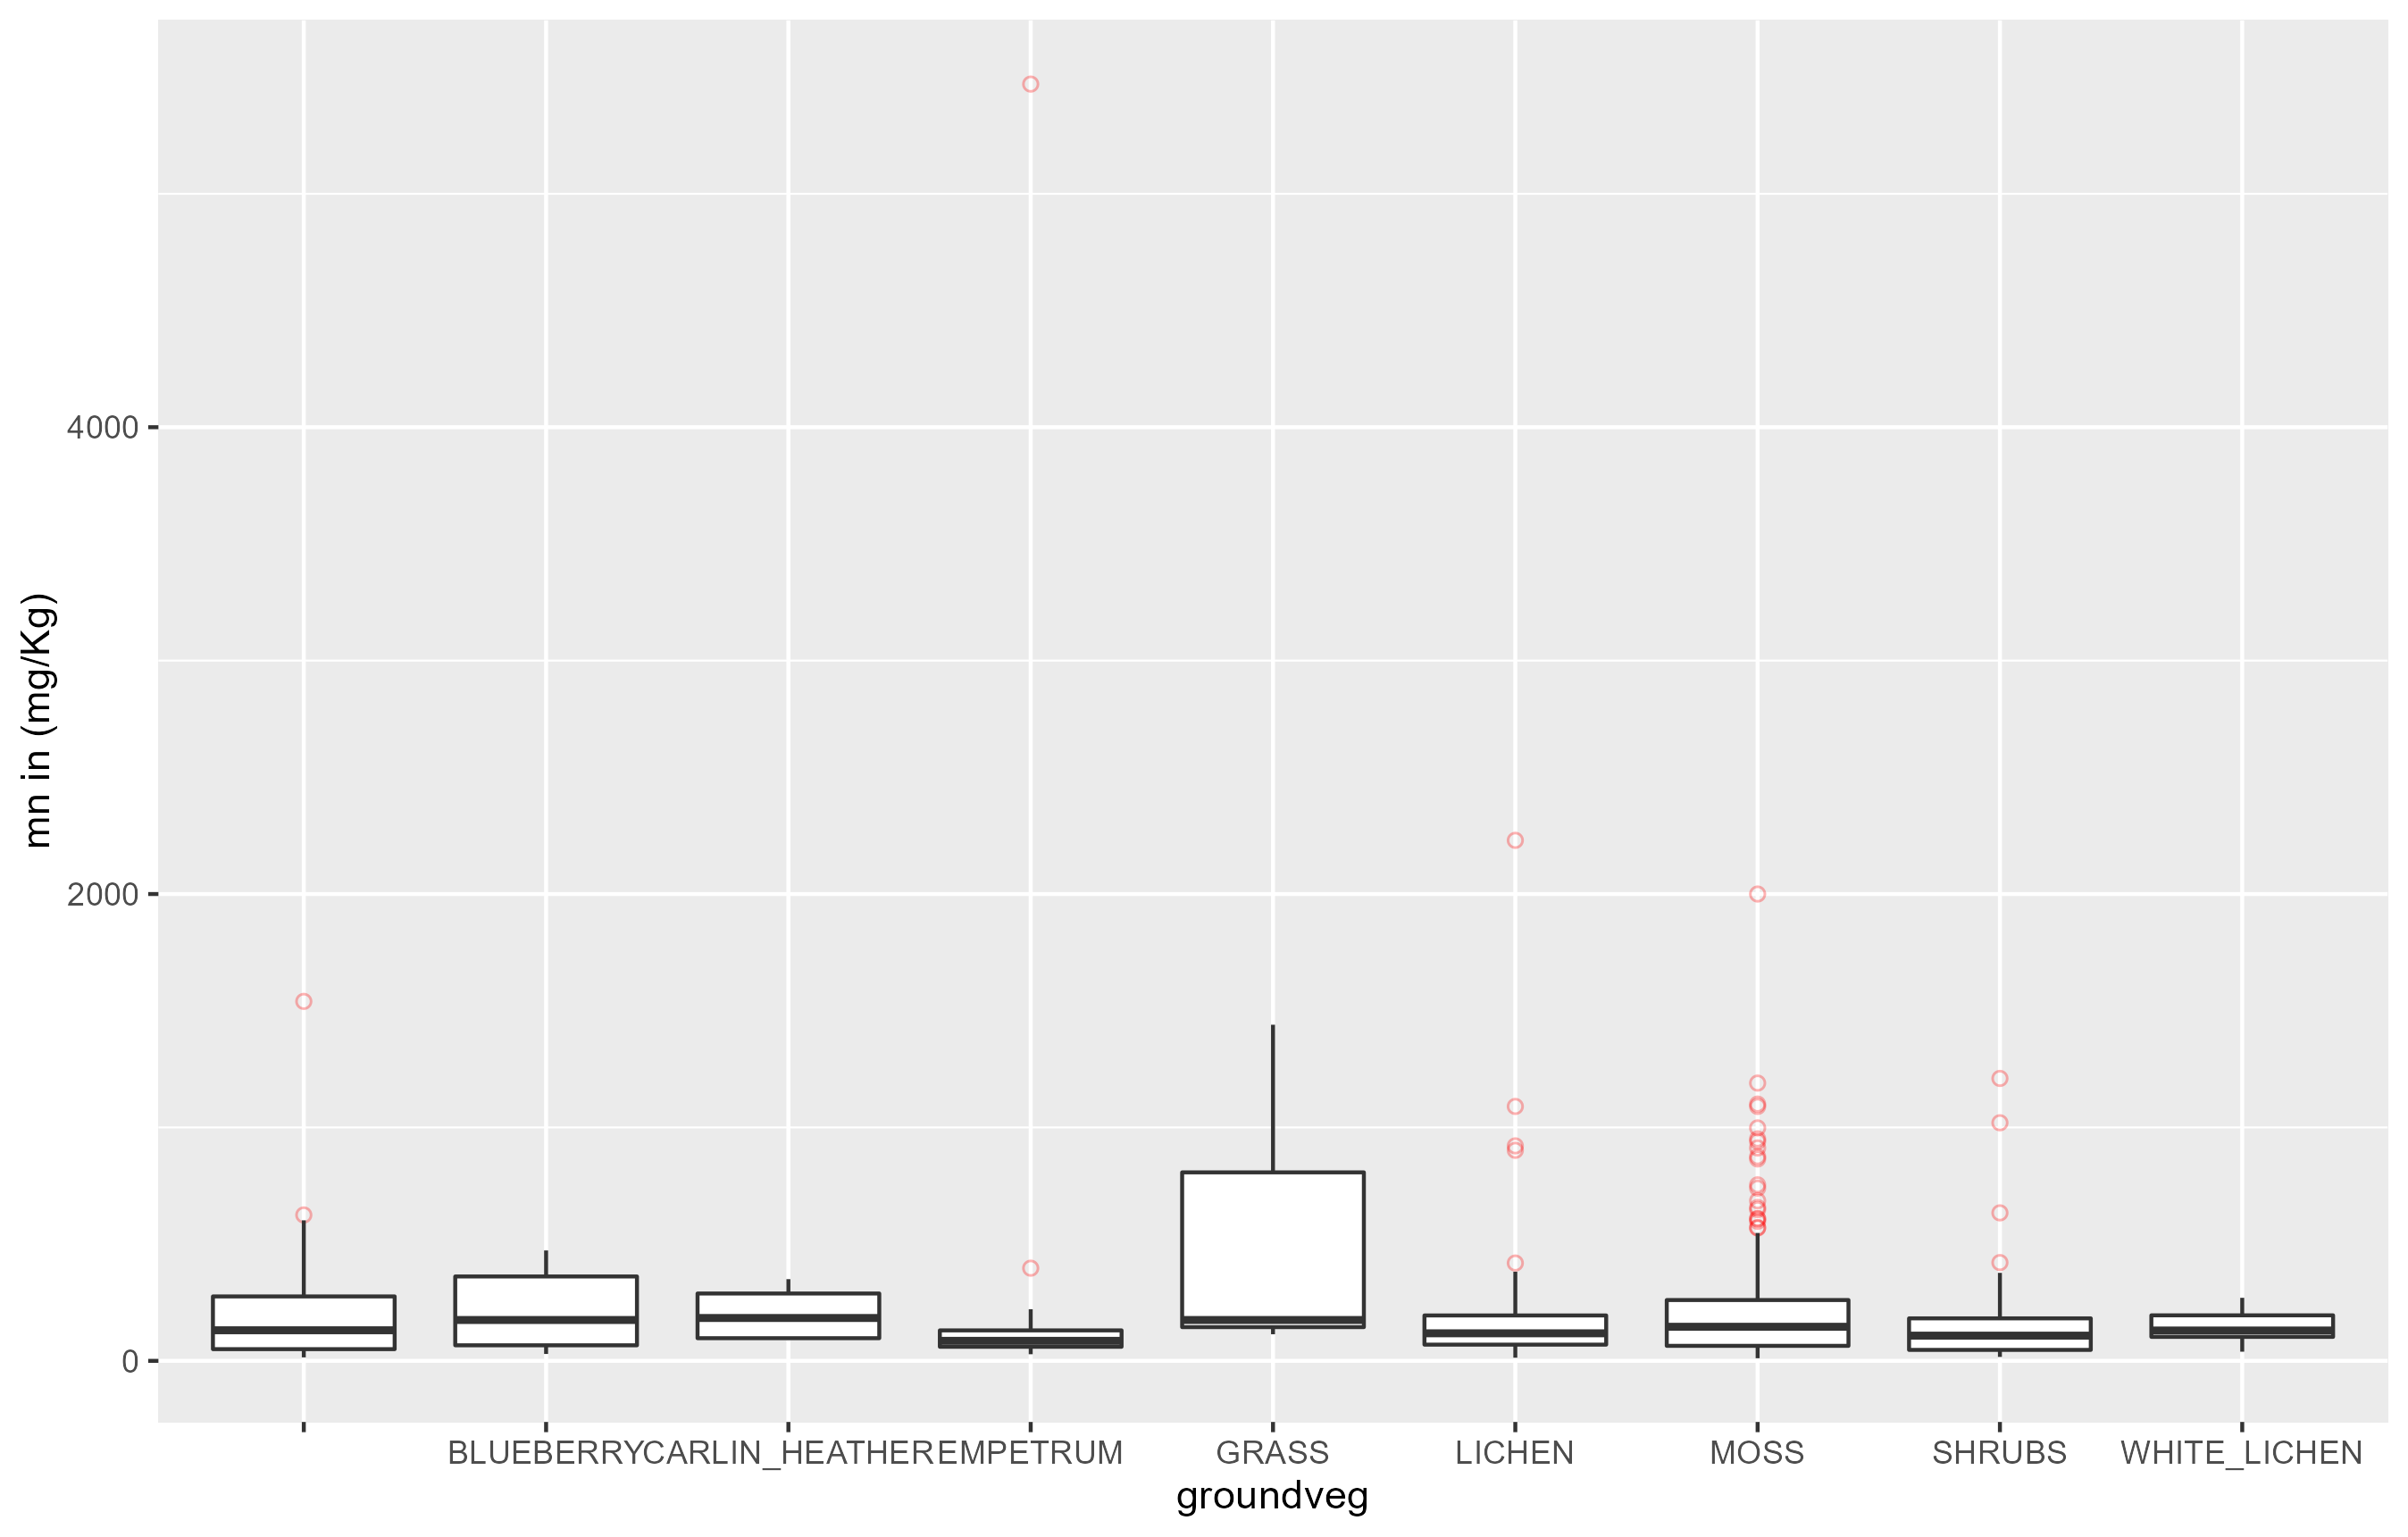 mn in (mg/Kg)
4000
2000
0
BLUEBERRY CARLIN_HEATHER EMPETRUM GRASS LICHEN MOSS SHRUBS WHITE_LICHEN
groundveg